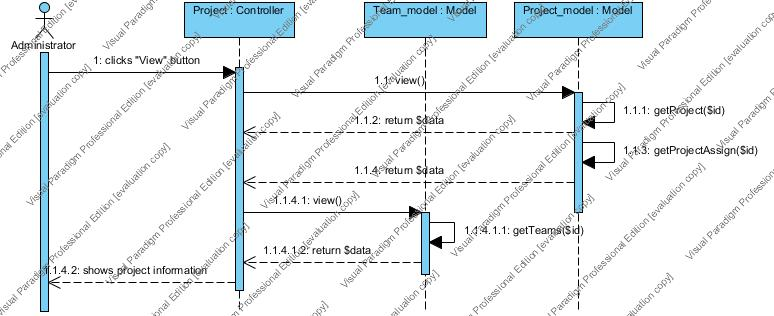 Project : Controller
Team_model : Model
Project_model : Model
Administrator
1: clicks "View" button
1.1: view()
1.1.1: getProject($id)
1.1.2: return $data
1.1.3: getProjectAssign($id)
1.1.4: return $data
1.1.4.1: view()
1.1.4.1.1: getTeams($id)
1.1.4.1.2: return $data
1.1.4.2: shows project information
Visual Paradigm Professional Edition [evaluation copy]